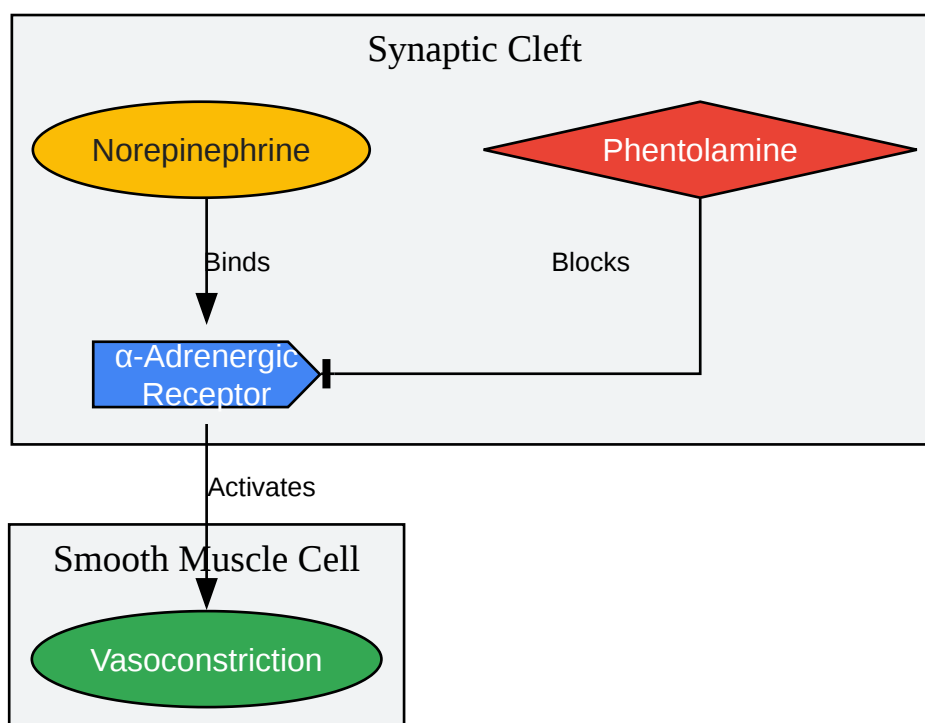 Synaptic Cleft
Norepinephrine
Phentolamine
Binds
Blocks
α-Adrenergic
Receptor
Activates
Smooth Muscle Cell
Vasoconstriction